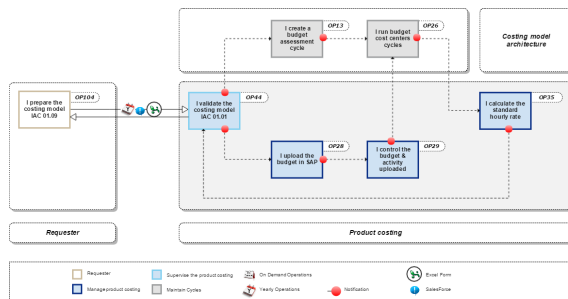 OP13
I create a
budget
assessment
cycle
OP26
I run budget
cost centers
cycles
Costing model
architecture
OP104
I prepare the
costing model
IAC 01.09
OP44
I validate the
costing model
IAC 01.01
OP35
I calculate the
standard
hourly rate
OP28
I upload the
budget in SAP
OP29
I control the
budget &
activity
uploaded
Requester
Product costing
Requester
Supervise the product costing
On Demand Operations
Excel Form
Manage product costing
Maintain Cycles
Yearly Operations
Notification
SalesForce